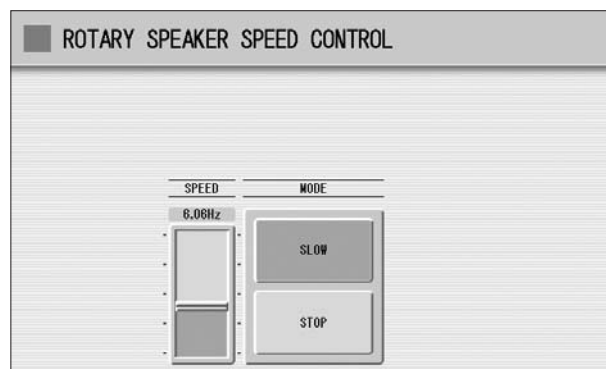 ROTARY SPEAKER SPEED CONTROL
SPEED MODE
6.06Hz
SLOW
STOP